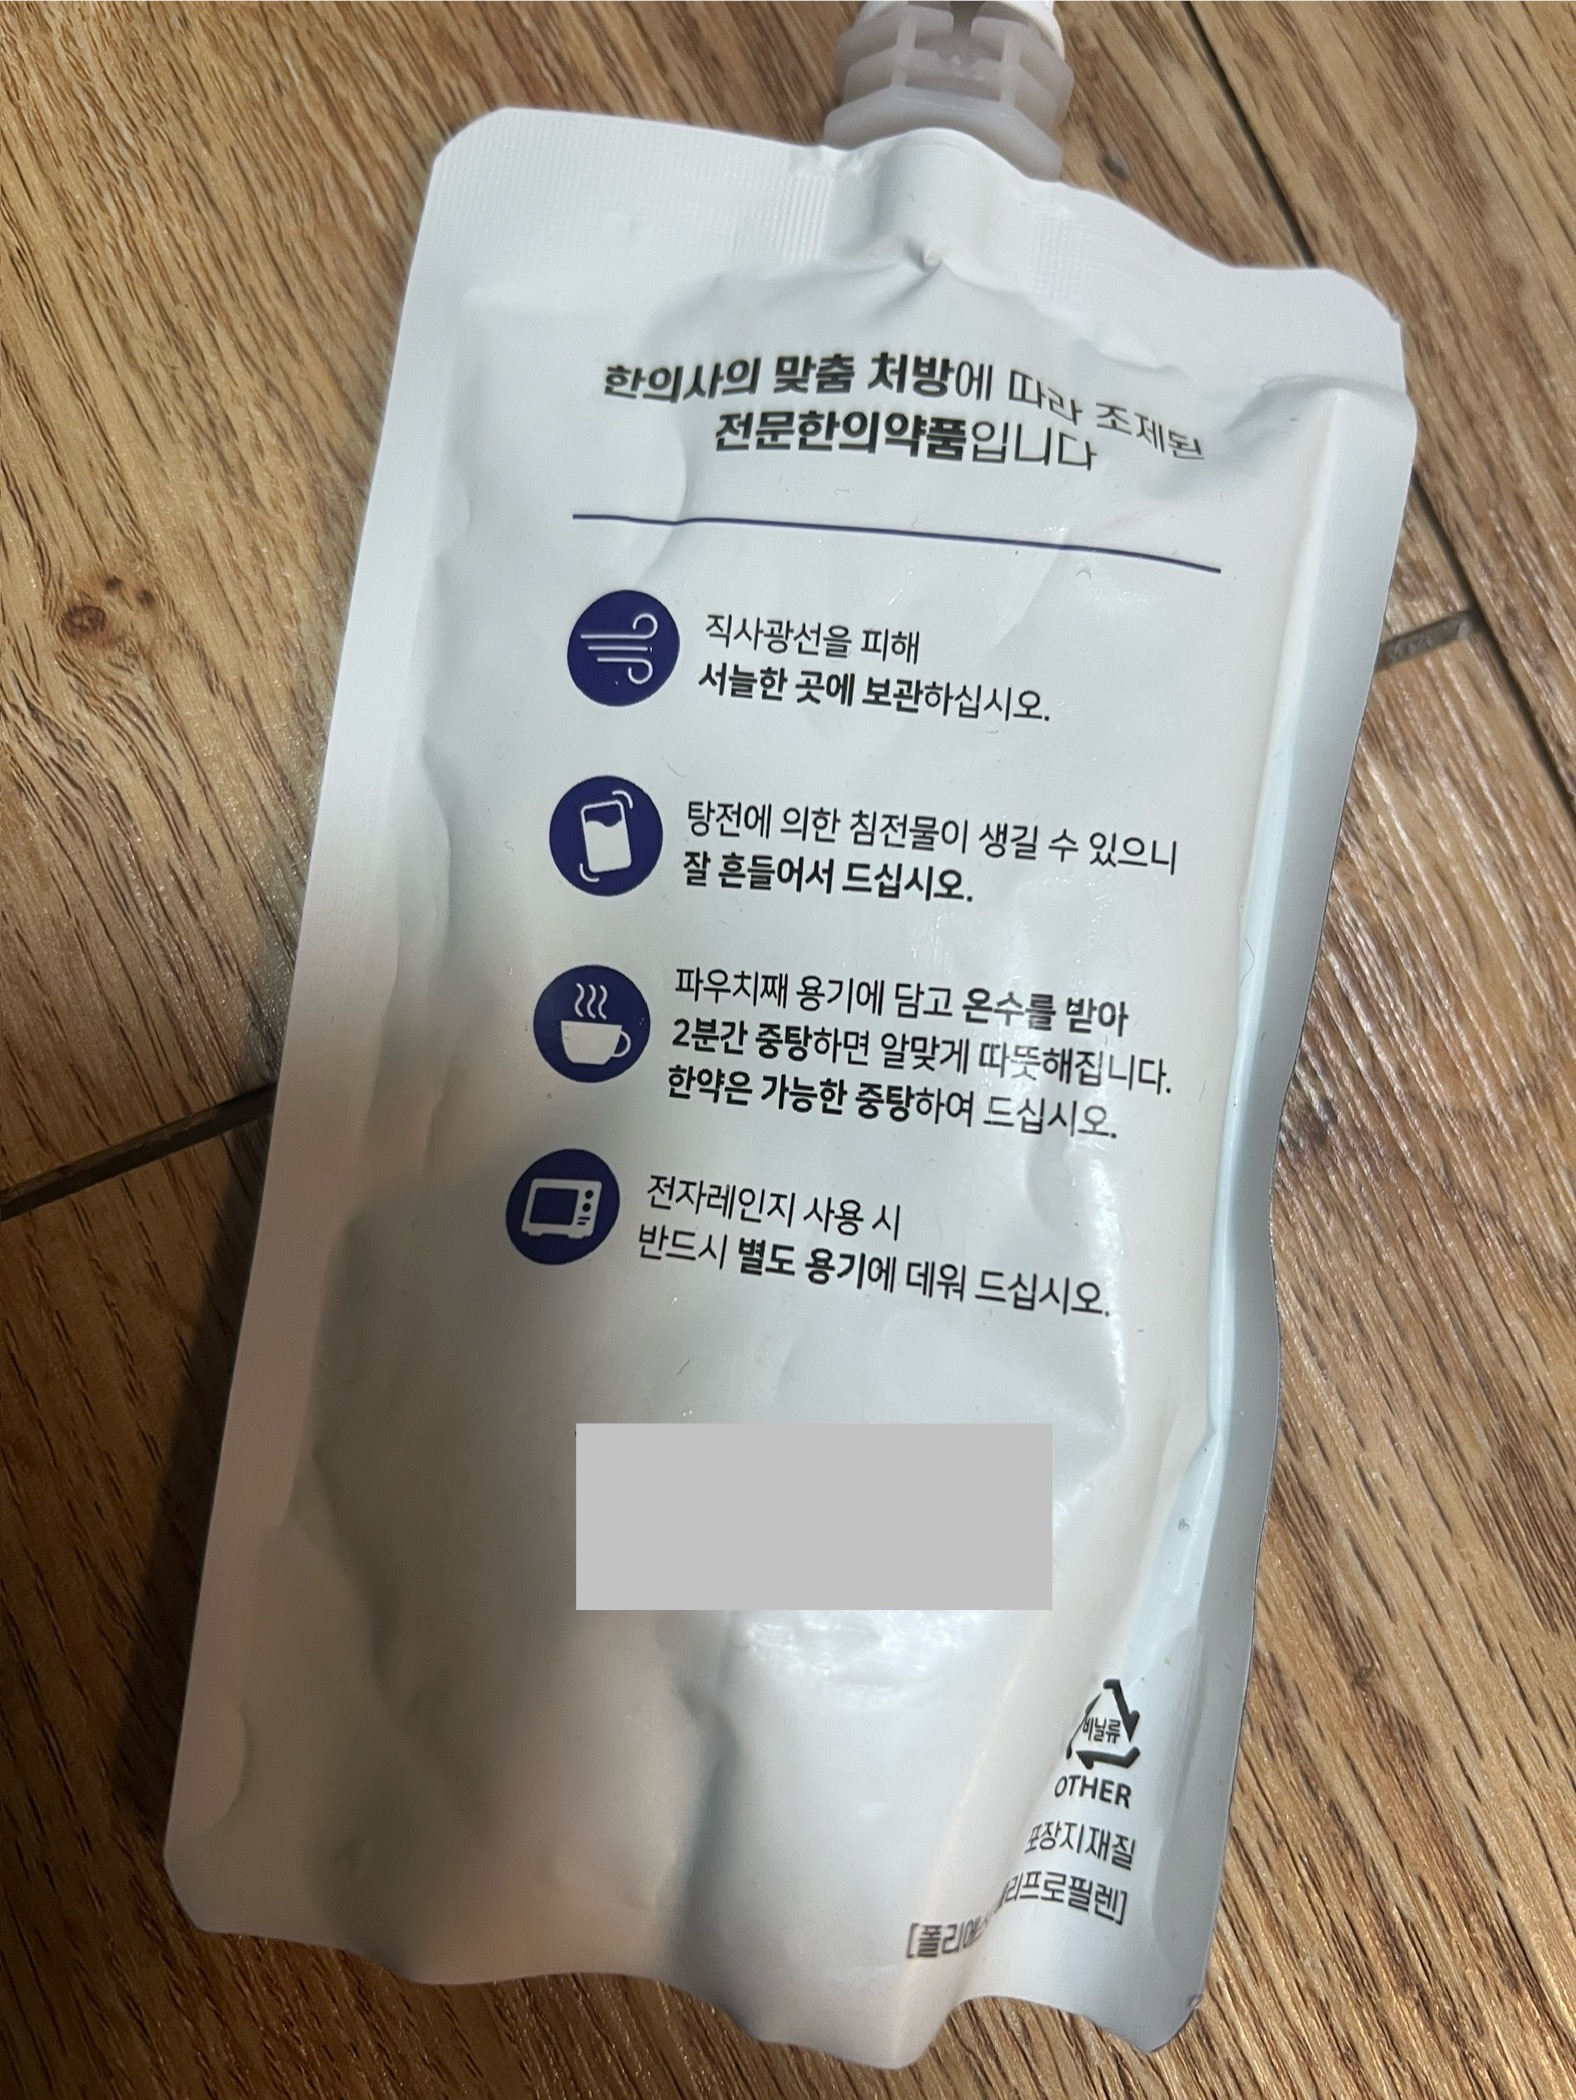 한의사의 맞춤 처방에 따라 조제된
전문한의약품입니다
직사광선을 피해
서늘한 곳에 보관하십시오.
탕전에 의한 침전물이 생길 수 있으니
잘 흔들어서 드십시오.
파우치째 용기에 담고 온수를 받아
2분간 중탕하면 알맞게 따뜻해집니다.
한약은 가능한 중탕하여 드십시오.
전자레인지 사용 시
반드시 별도 용기에 데워 드십시오.
비닐류
OTHER
포장지재질